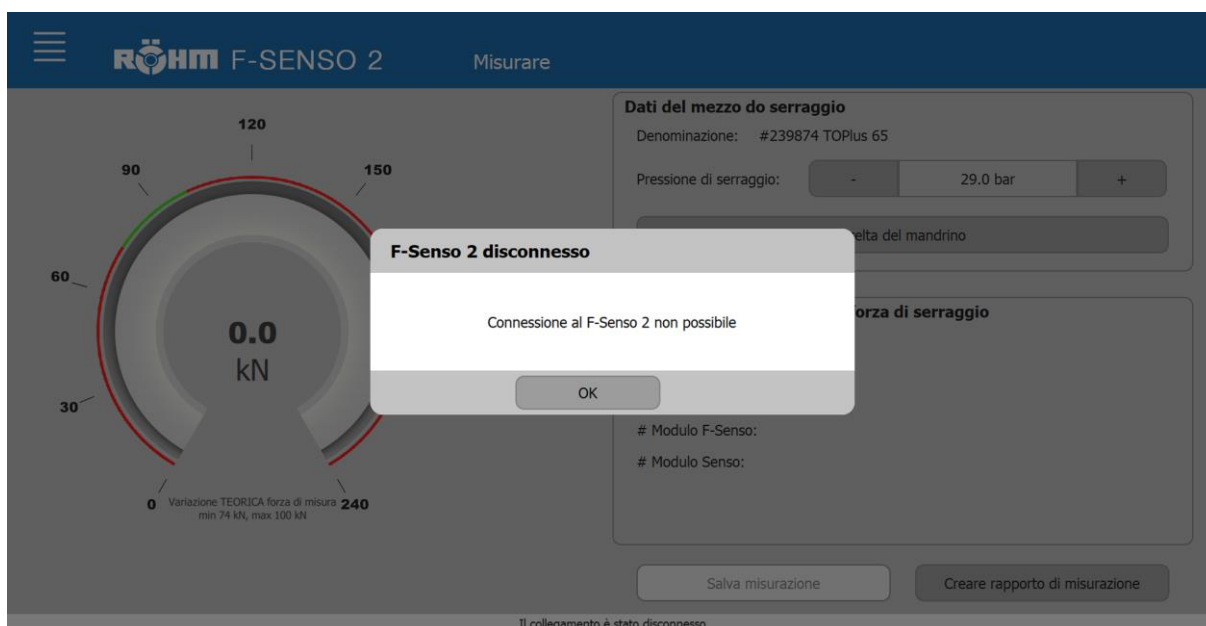 RÖHM F-SENSO 2
Misurare
120
90
150
60
30
0
240
0.0
kN
Variazione TEORICA forza di misura
min 74 kN, max 100 kN
Dati del mezzo do serraggio
Denominazione: #239874 TOPlus 65
Pressione di serraggio: - 29.0 bar +
elta del mandrino
F-Senso 2 disconnesso
Connessione al F-Senso 2 non possibile
OK
orza di serraggio
# Modulo F-Senso:
# Modulo Senso:
Salva misurazione
Creare rapporto di misurazione
Il collegamento è stato disconnesso